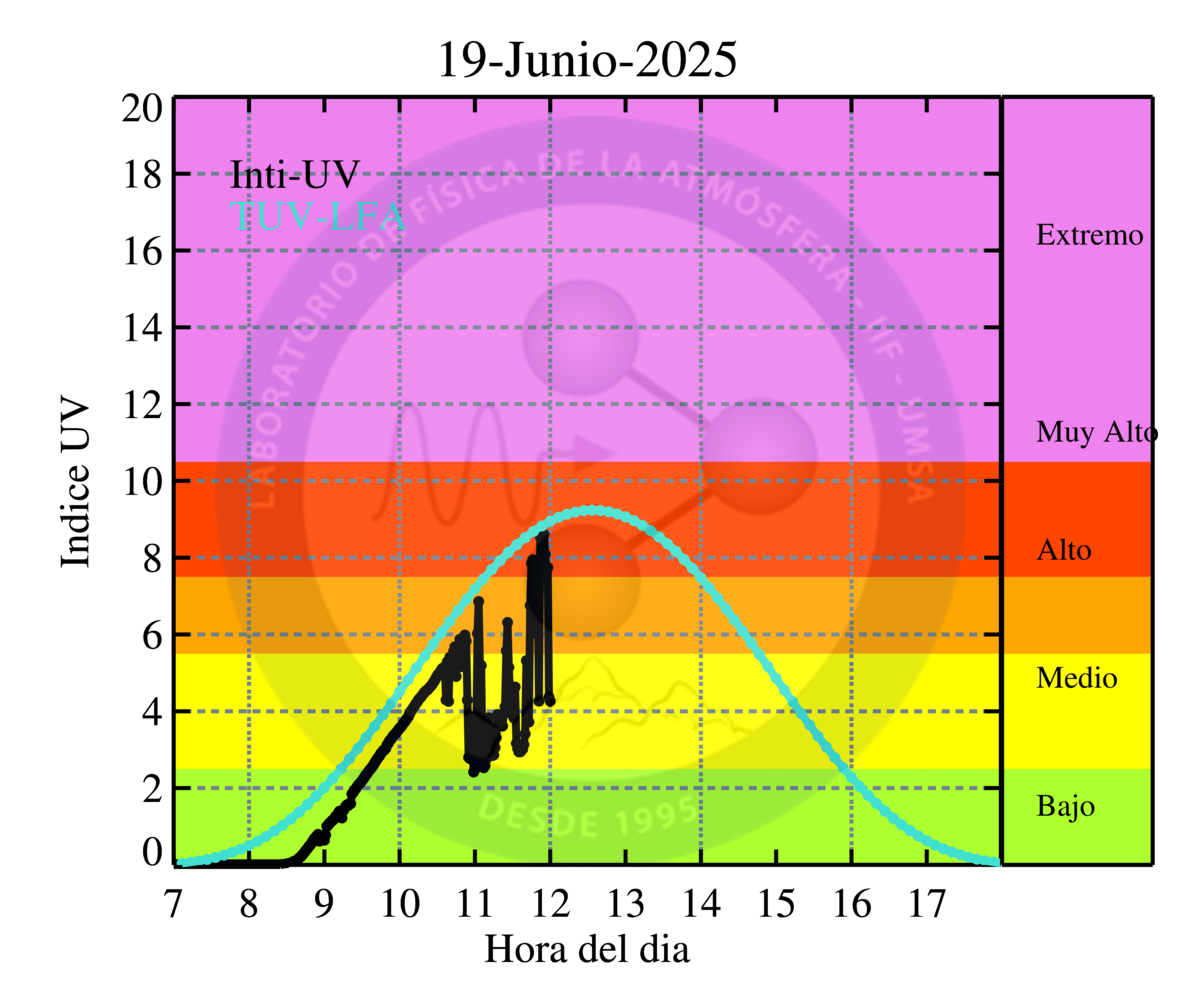 19-Junio-2025
20
18
16
14
12
10
8
6
4
2
0
Indice UV
Inti-UV
TUV-LFA
LABORATORIO DE FÍSICA DE LA ATMÓSFERA - IIF - UMSA
DESDE 1995
Extremo
Muy Alto
Alto
Medio
Bajo
7 8 9 10 11 12 13 14 15 16 17
Hora del dia